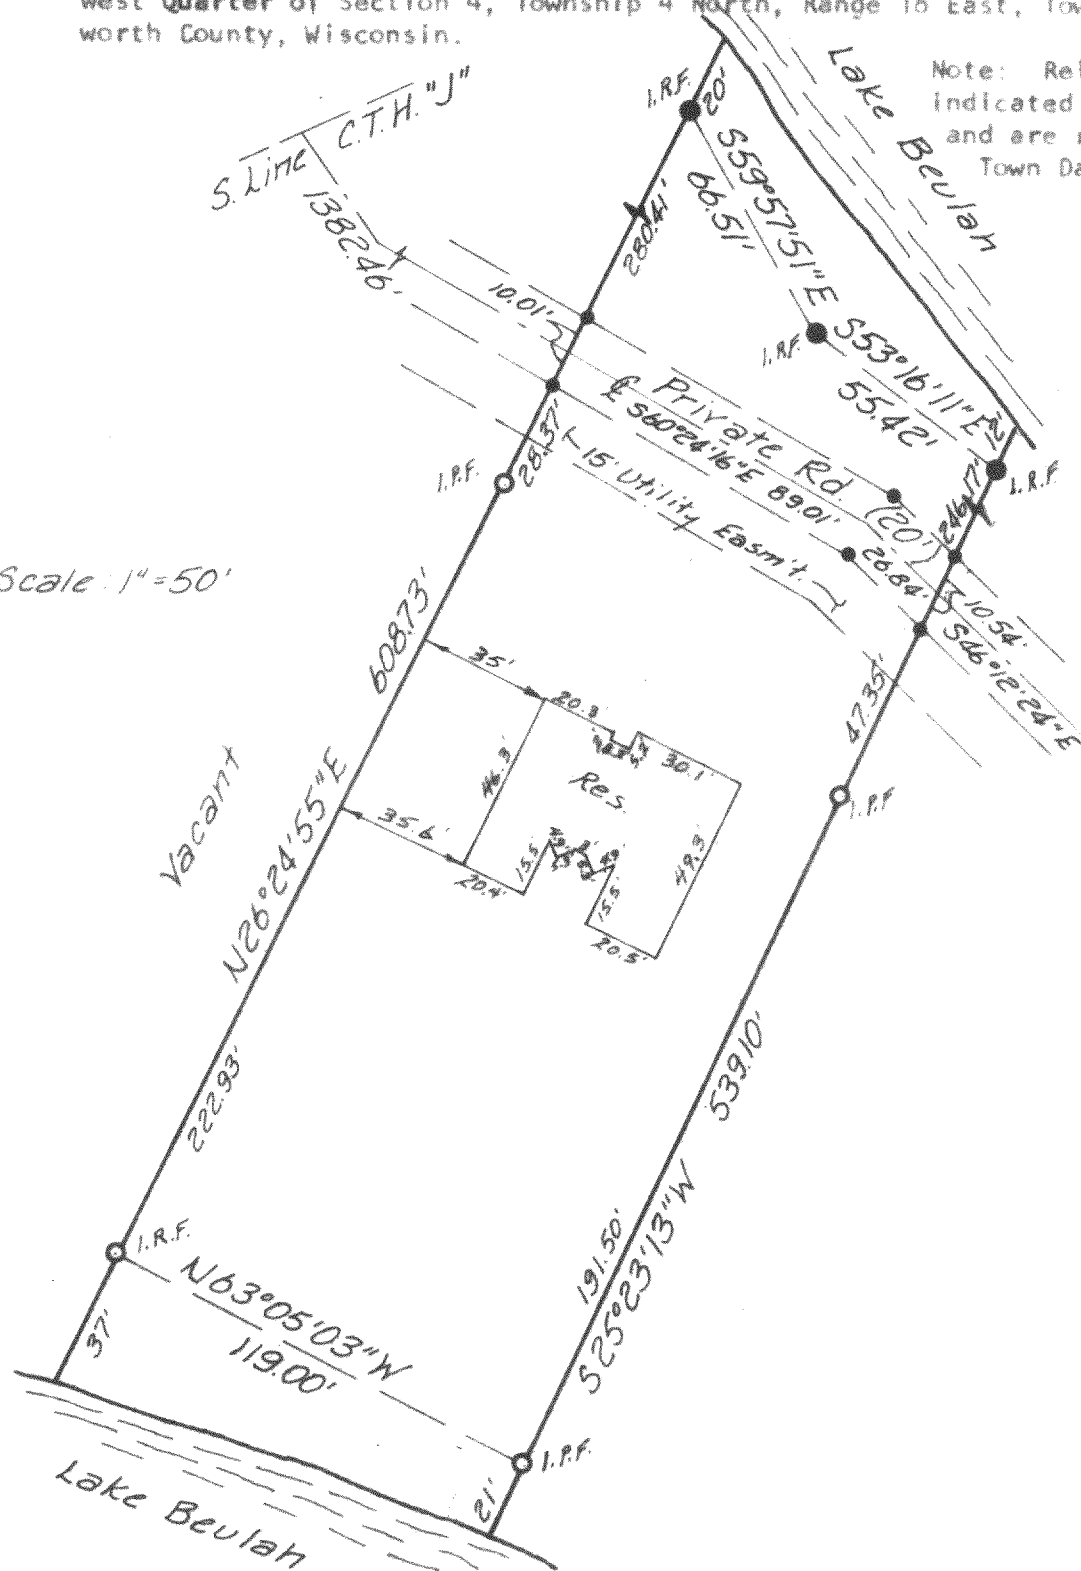 west Quarter of Section 4, Township 4 North, Range 18 East, Tow
worth County, Wisconsin.
Note: Rel
indicated
and are
Town Da
Lake Beulah
S. Line C.T.H. "J"
1382.46'
I.R.F.
20'
280.41'
S59°57'51"E
66.51'
I.R.F.
S53°16'11"E
55.42'
12'
I.R.F.
246.17'
10.01'
℄ Private Rd. (20')
S60°24'16"E 89.01'
26.84'
10.54'
S46°12'24"E
15' Utility Easm't.
28.37'
I.P.F.
47.35'
I.P.F.
Scale: 1"=50'
608.73'
35'
20.3'
30.1'
46.3'
Res.
49.3'
35.6'
20.4'
15.5'
15.5'
20.5'
Vacant
N26°24'55"E
222.93'
539.10'
191.50'
S25°23'13"W
I.R.F.
37'
N63°05'03"W
119.00'
I.P.F.
21'
Lake Beulah